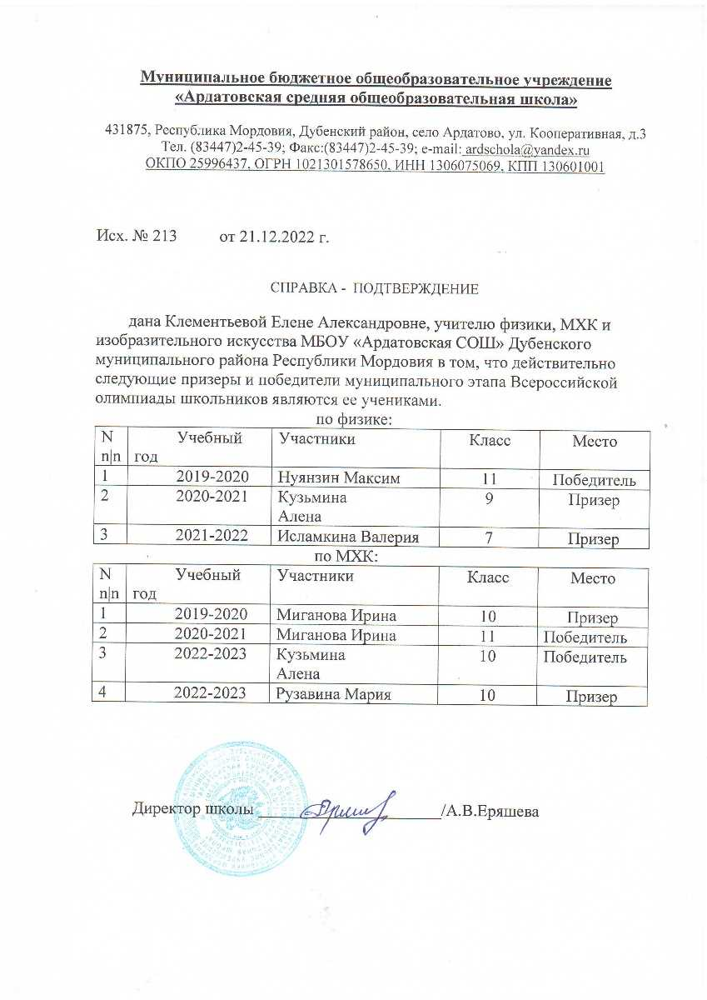 Муниципальное бюджетное общеобразовательное учреждение
«Ардатовская средняя общеобразовательная школа»
431875, Республика Мордовия, Дубенский район, село Ардатово, ул. Кооперативная, д.3
Тел. (83447)2-45-39; Факс:(83447)2-45-39; e-mail: ardschola@yandex.ru
ОКПО 25996437, ОГРН 1021301578650, ИНН 1306075069, КПП 130601001
Исх. № 213 от 21.12.2022 г.
СПРАВКА - ПОДТВЕРЖДЕНИЕ
дана Клементьевой Елене Александровне, учителю физики, МХК и
изобразительного искусства МБОУ «Ардатовская СОШ» Дубенского
муниципального района Республики Мордовия в том, что действительно
следующие призеры и победители муниципального этапа Всероссийской
олимпиады школьников являются ее учениками.
по физике:
N Учебный Участники Класс Место
n|n год
1 2019-2020 Нуянзин Максим 11 Победитель
2 2020-2021 Кузьмина 9 Призер
Алена
3 2021-2022 Исламкина Валерия 7 Призер
по МХК:
N Учебный Участники Класс Место
n|n год
1 2019-2020 Миганова Ирина 10 Призер
2 2020-2021 Миганова Ирина 11 Победитель
3 2022-2023 Кузьмина 10 Победитель
Алена
4 2022-2023 Рузавина Мария 10 Призер
Директор школы /А.В.Еряшева